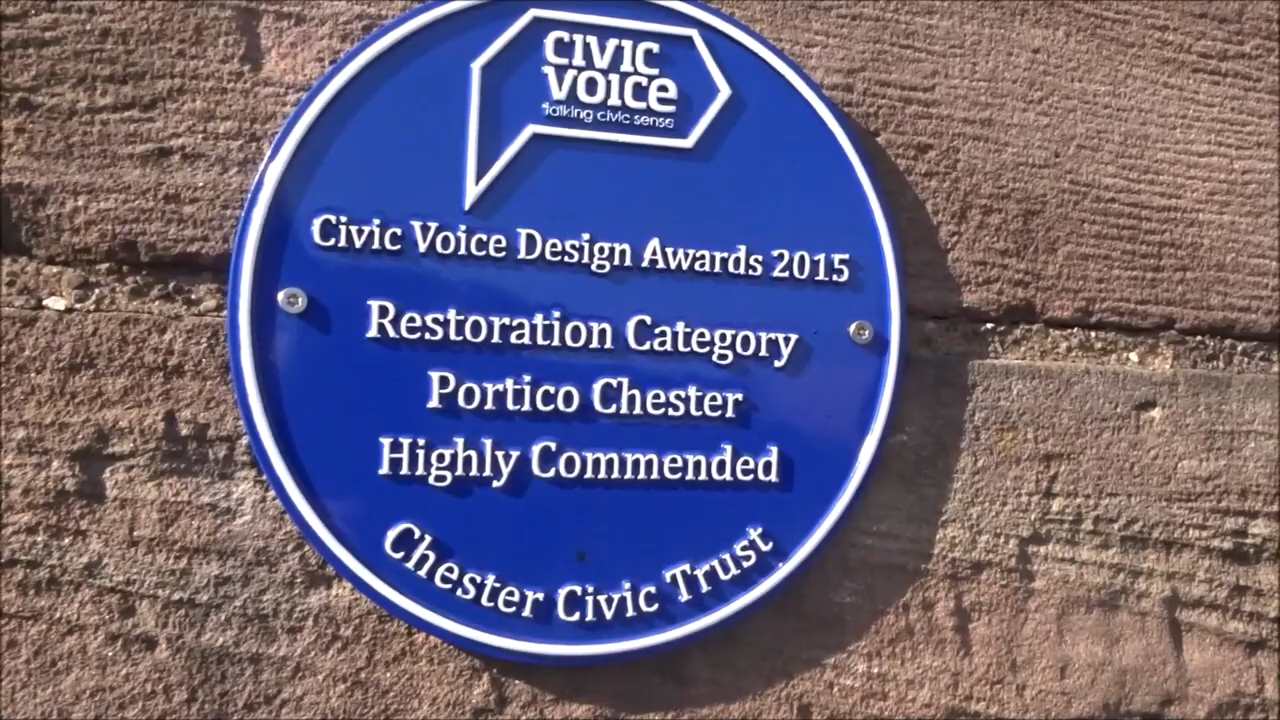 CIVIC
VOICE
talking civic sense
Civic Voice Design Awards 2015
Restoration Category
Portico Chester
Highly Commended
Chester Civic Trust